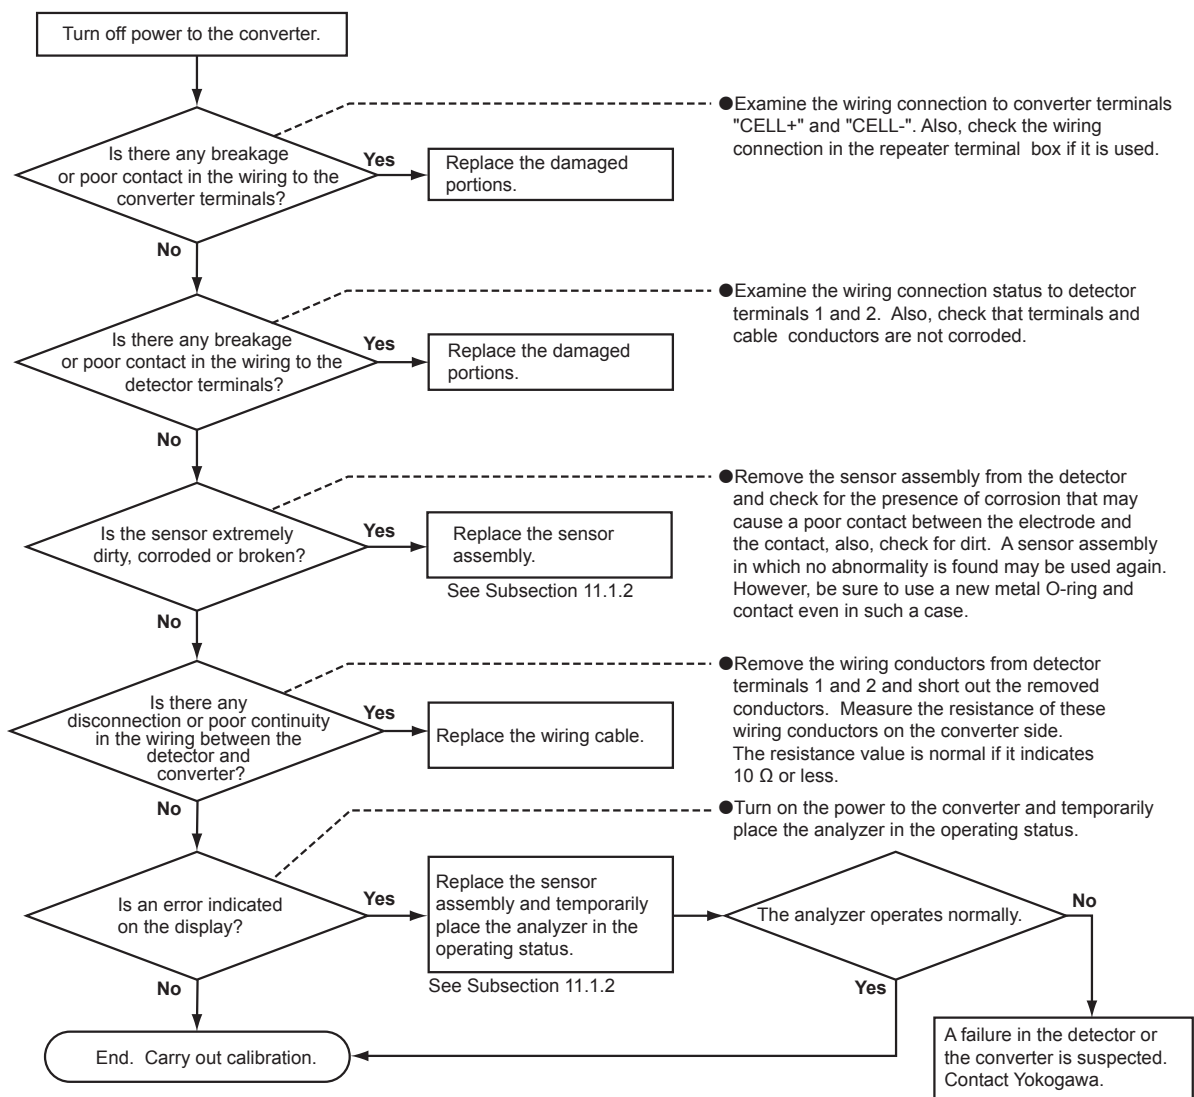 Turn off power to the converter.
Is there any breakage
or poor contact in the wiring to the
converter terminals?
Yes
Replace the damaged
portions.
●Examine the wiring connection to converter terminals
"CELL+" and "CELL-". Also, check the wiring
connection in the repeater terminal box if it is used.
No
Is there any breakage
or poor contact in the wiring to the
detector terminals?
Yes
Replace the damaged
portions.
●Examine the wiring connection status to detector
terminals 1 and 2. Also, check that terminals and
cable conductors are not corroded.
No
Is the sensor extremely
dirty, corroded or broken?
Yes
Replace the sensor
assembly.
See Subsection 11.1.2
●Remove the sensor assembly from the detector
and check for the presence of corrosion that may
cause a poor contact between the electrode and
the contact, also, check for dirt. A sensor assembly
in which no abnormality is found may be used again.
However, be sure to use a new metal O-ring and
contact even in such a case.
No
Is there any
disconnection or poor continuity
in the wiring between the
detector and
converter?
Yes
Replace the wiring cable.
●Remove the wiring conductors from detector
terminals 1 and 2 and short out the removed
conductors. Measure the resistance of these
wiring conductors on the converter side.
The resistance value is normal if it indicates
10 Ω or less.
No
●Turn on the power to the converter and temporarily
place the analyzer in the operating status.
Is an error indicated
on the display?
Yes
Replace the sensor
assembly and temporarily
place the analyzer in the
operating status.
See Subsection 11.1.2
The analyzer operates normally.
No
Yes
No
End. Carry out calibration.
A failure in the detector or
the converter is suspected.
Contact Yokogawa.